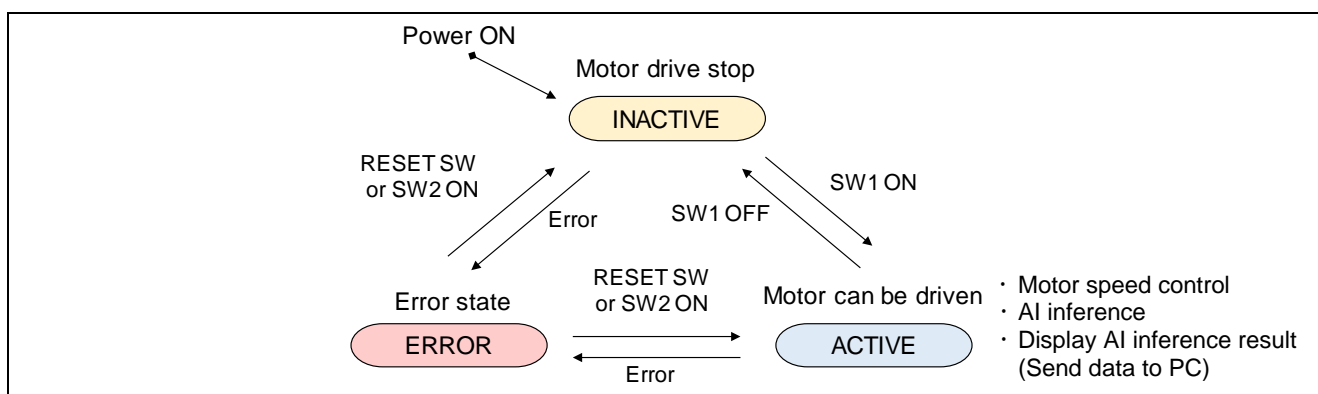 Power ON
Motor drive stop
INACTIVE
RESET SW
or SW2 ON
Error
SW1 OFF
SW1 ON
Error state
ERROR
RESET SW
or SW2 ON
Error
Motor can be driven
ACTIVE
・ Motor speed control
・ AI inference
・ Display AI inference result
(Send data to PC)